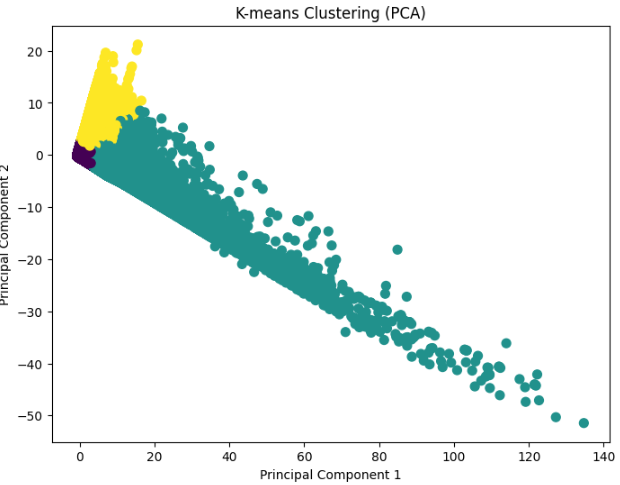 K-means Clustering (PCA)
Principal Component 2
20
10
0
−10
−20
−30
−40
−50
0 20 40 60 80 100 120 140
Principal Component 1